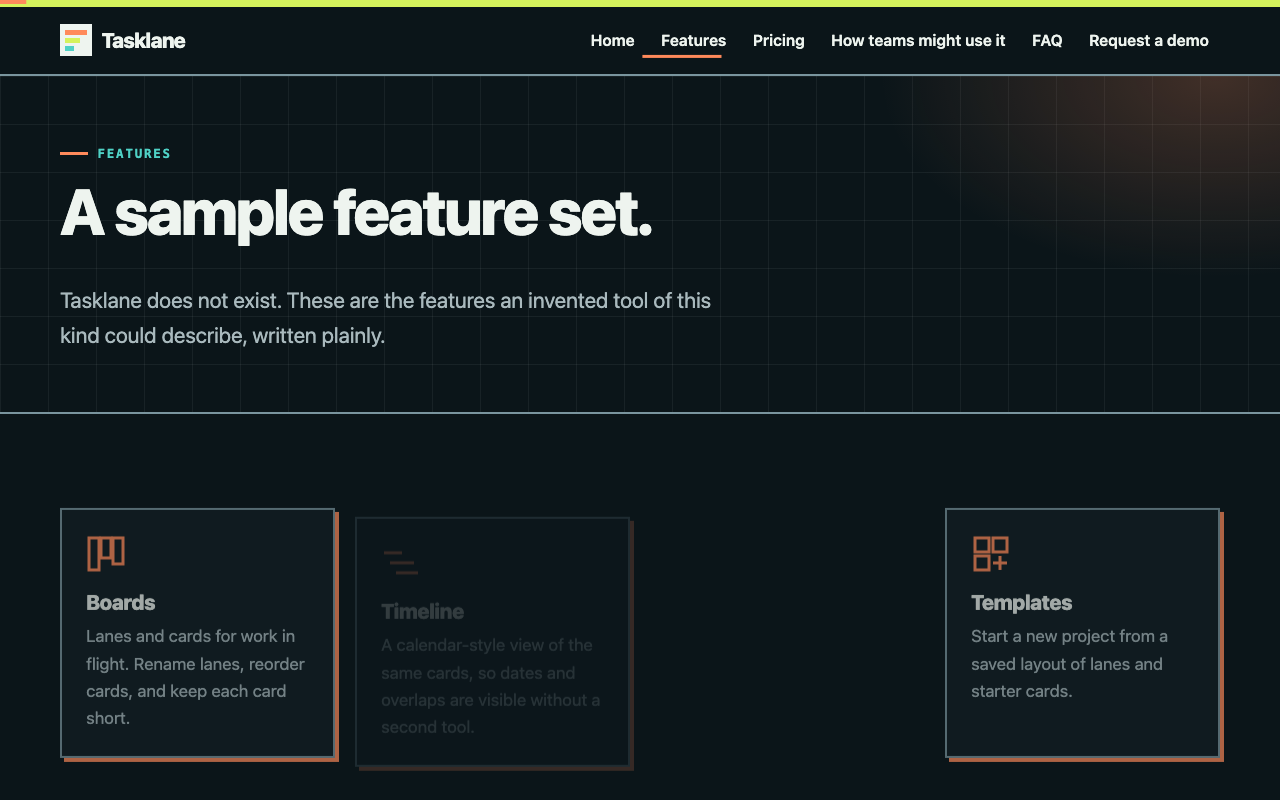 Tasklane
Home Features Pricing How teams might use it FAQ Request a demo
FEATURES
A sample feature set.
Tasklane does not exist. These are the features an invented tool of this
kind could describe, written plainly.
Boards
Lanes and cards for work in
flight. Rename lanes, reorder
cards, and keep each card
short.
Timeline
A calendar-style view of the
same cards, so dates and
overlaps are visible without a
second tool.
Templates
Start a new project from a
saved layout of lanes and
starter cards.